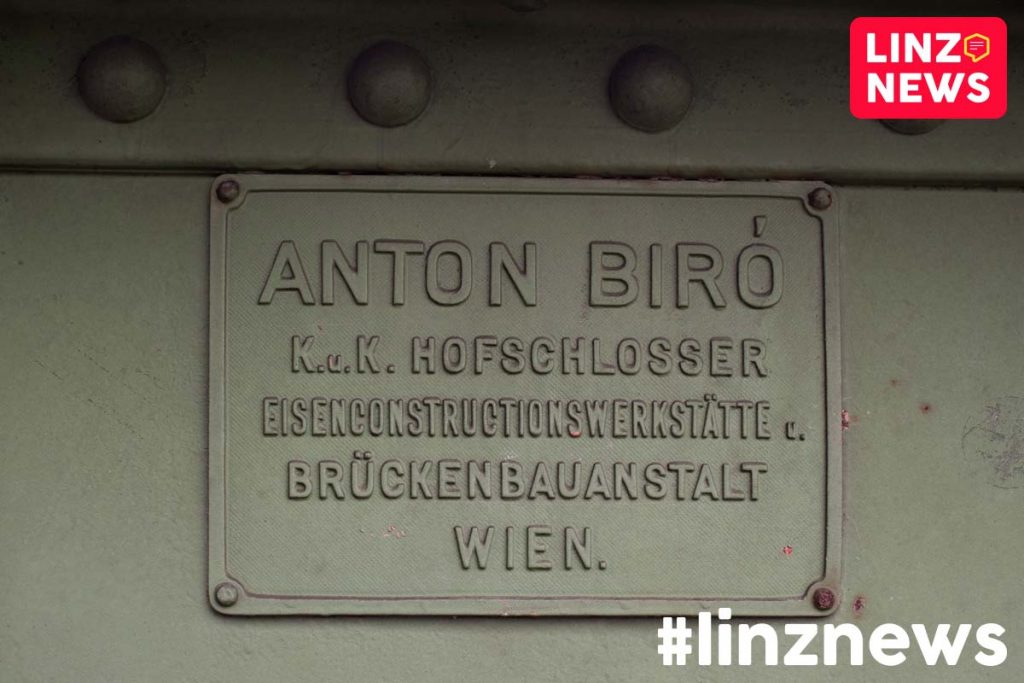 LINZ
NEWS
ANTON BIRÓ
K.u.K. HOFSCHLOSSER
EISENCONSTRUCTIONSWERKSTÄTTE u.
BRÜCKENBAUANSTALT
WIEN.
#linznews